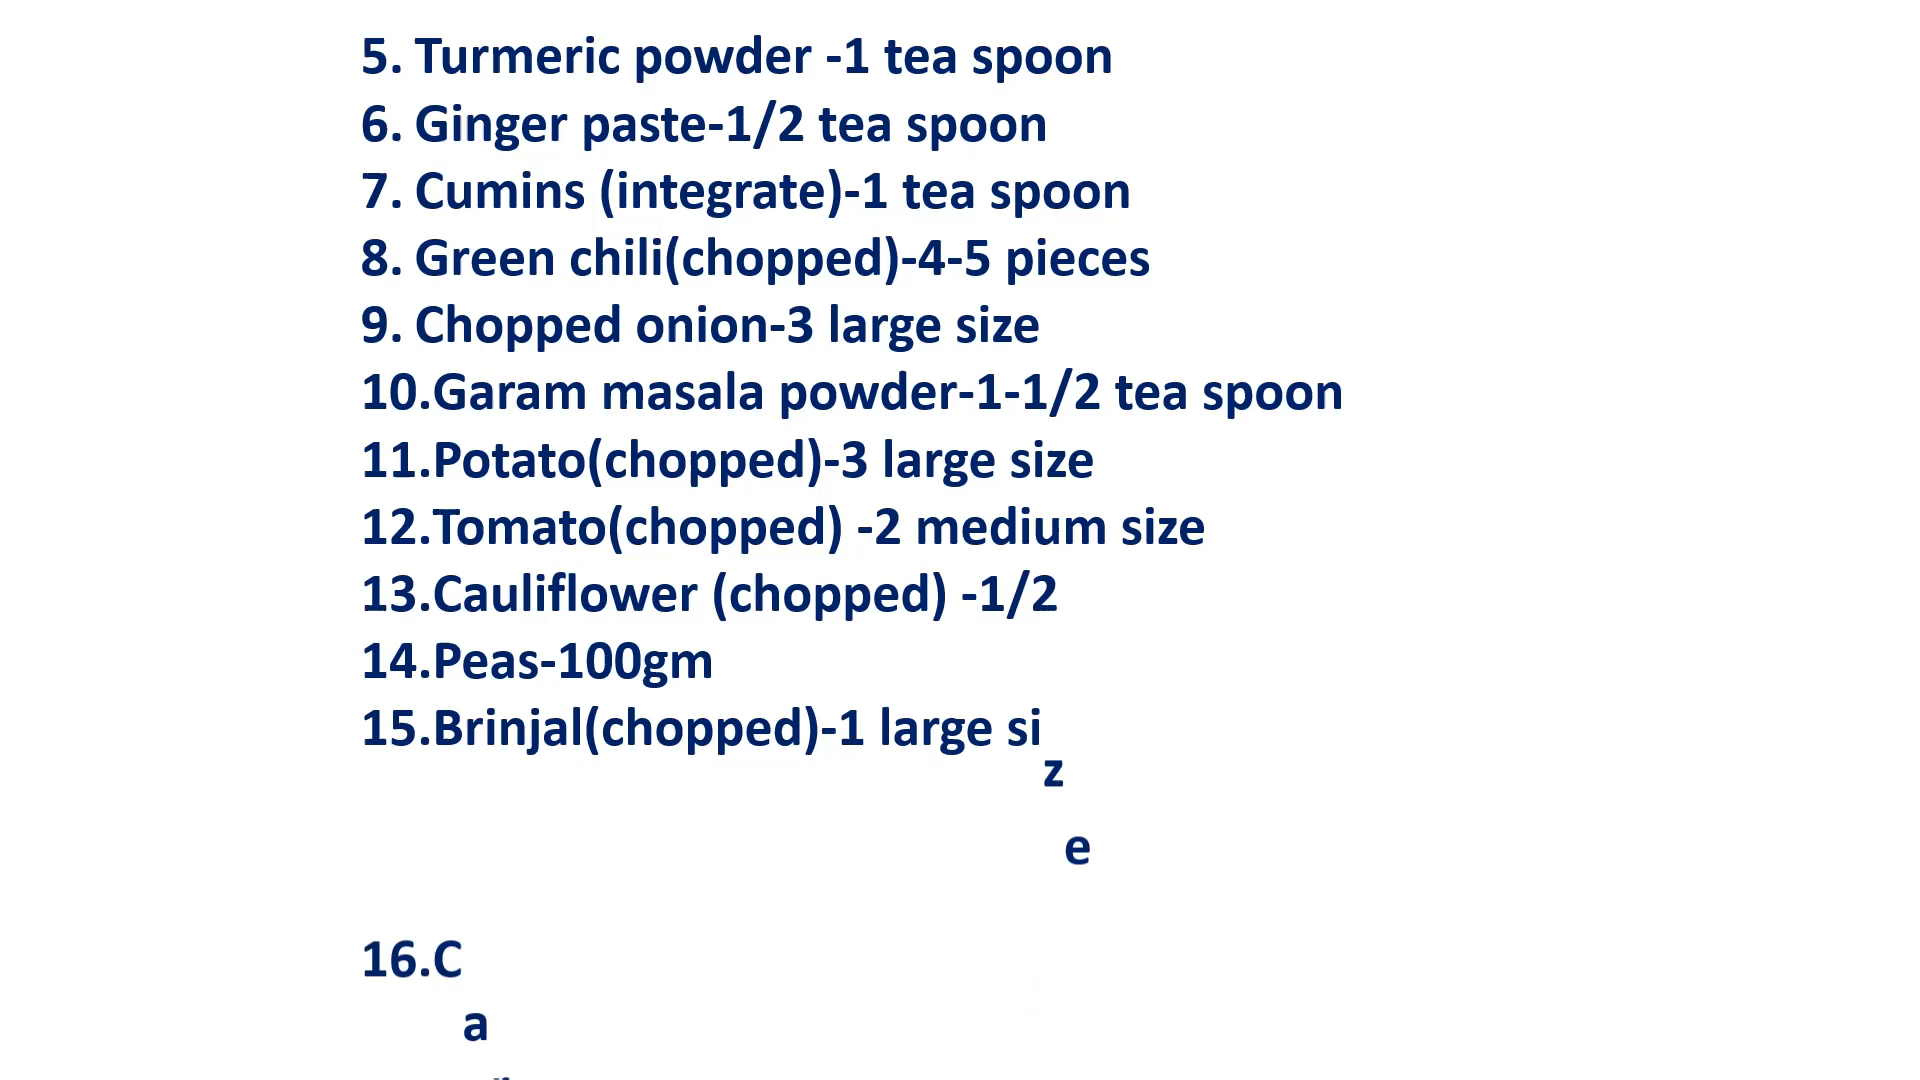 5. Turmeric powder -1 tea spoon
6. Ginger paste-1/2 tea spoon
7. Cumins (integrate)-1 tea spoon
8. Green chili(chopped)-4-5 pieces
9. Chopped onion-3 large size
10.Garam masala powder-1-1/2 tea spoon
11.Potato(chopped)-3 large size
12.Tomato(chopped) -2 medium size
13.Cauliflower (chopped) -1/2
14.Peas-100gm
15.Brinjal(chopped)-1 large size
16.Ca